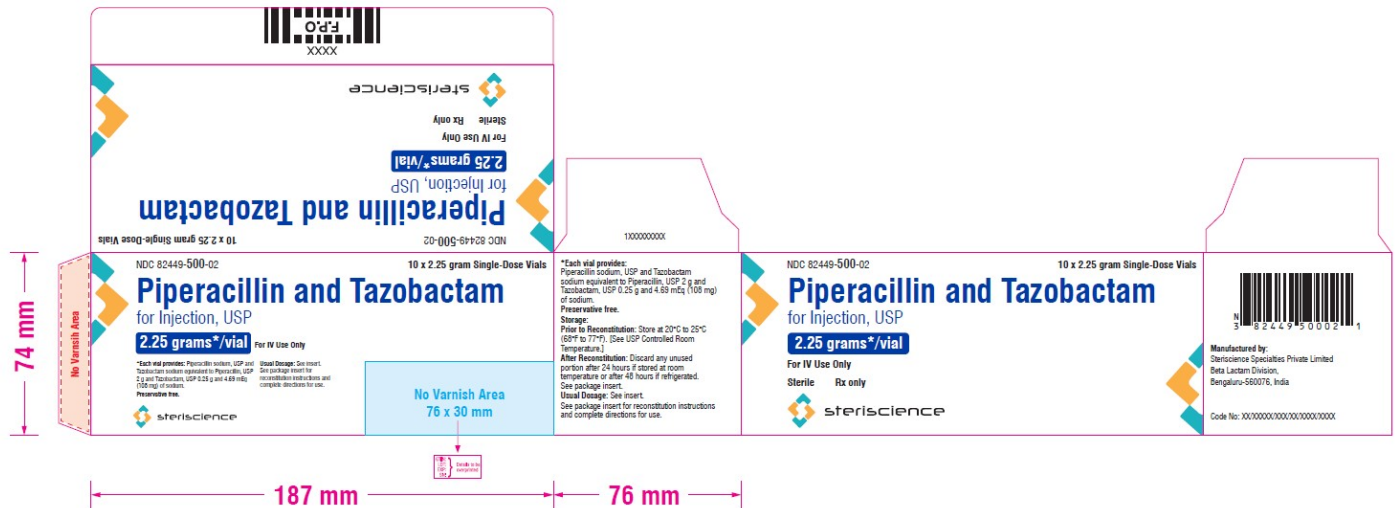 F.P.O
XXXX
steriscience
Sterile Rx only
For IV Use Only
2.25 grams*/vial
for Injection, USP
Piperacillin and Tazobactam
NDC 82449-500-02 10 x 2.25 gram Single-Dose Vials
1XXXXXXXXX
74 mm
No Varsish Area
NDC 82449-500-02 10 x 2.25 gram Single-Dose Vials
Piperacillin and Tazobactam
for Injection, USP
2.25 grams*/vial For IV Use Only
*Each vial provides: Piperacillin sodium, USP and
Tazobactam sodium equivalent to Piperacillin, USP
2 g and Tazobactam, USP 0.25 g and 4.69 mEq
(108 mg) of sodium.
Preservative free.
Usual Dosage: See insert.
See package insert for
reconstitution instructions and
complete directions for use.
steriscience
No Varnish Area
76 x 30 mm
Details to be
overprinted
*Each vial provides:
Piperacillin sodium, USP and Tazobactam
sodium equivalent to Piperacillin, USP 2 g and
Tazobactam, USP 0.25 g and 4.69 mEq (108 mg)
of sodium.
Preservative free.
Storage:
Prior to Reconstitution: Store at 20°C to 25°C
(68°F to 77°F). [See USP Controlled Room
Temperature.]
After Reconstitution: Discard any unused
portion after 24 hours if stored at room
temperature or after 48 hours if refrigerated.
See package insert.
Usual Dosage: See insert.
See package insert for reconstitution instructions
and complete directions for use.
NDC 82449-500-02 10 x 2.25 gram Single-Dose Vials
Piperacillin and Tazobactam
for Injection, USP
2.25 grams*/vial
For IV Use Only
Sterile Rx only
steriscience
N
3 82449 50002 1
Manufactured by:
Steriscience Specialties Private Limited
Beta Lactam Division,
Bengaluru-560076, India
Code No: XX/XXXXX/XXX/XX/XXXX/XXXX
187 mm
76 mm